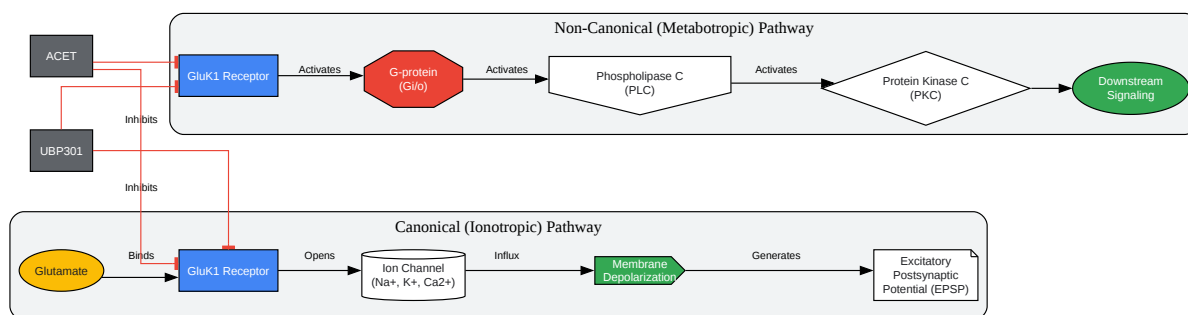 Non-Canonical (Metabotropic) Pathway
ACET
GluK1 Receptor
Activates
G-protein
(Gi/o)
Activates
Phospholipase C
(PLC)
Activates
Protein Kinase C
(PKC)
Downstream
Signaling
Inhibits
UBP301
Inhibits
Canonical (Ionotropic) Pathway
Glutamate
Binds
GluK1 Receptor
Opens
Ion Channel
(Na+, K+, Ca2+)
Influx
Membrane
Depolarization
Generates
Excitatory
Postsynaptic
Potential (EPSP)